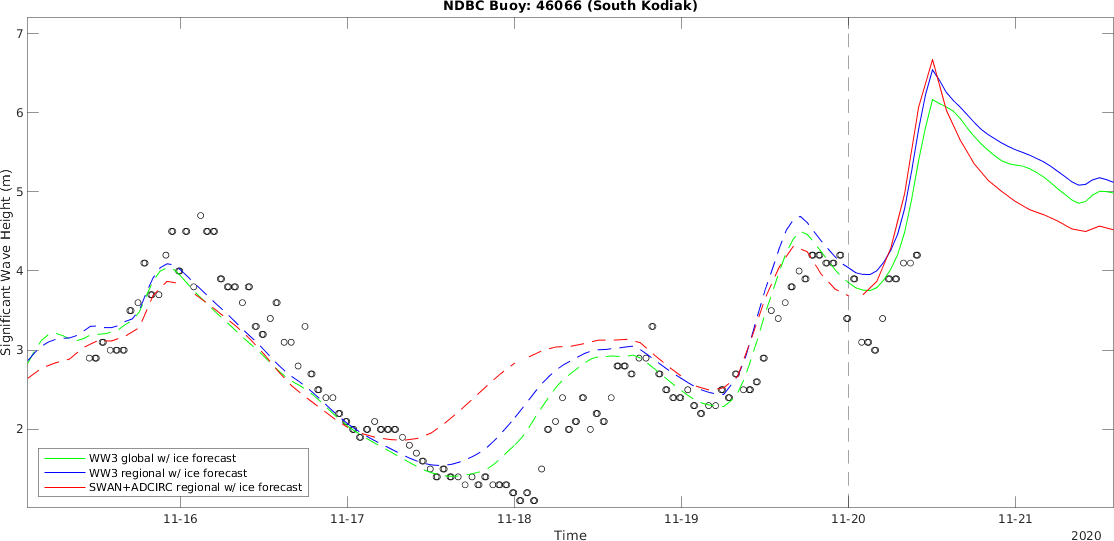 NDBC Buoy: 46066 (South Kodiak)
7
6
5
4
3
2
Significant Wave Height (m)
WW3 global w/ ice forecast
WW3 regional w/ ice forecast
SWAN+ADCIRC regional w/ ice forecast
11-16 11-17 11-18 11-19 11-20 11-21
Time
2020